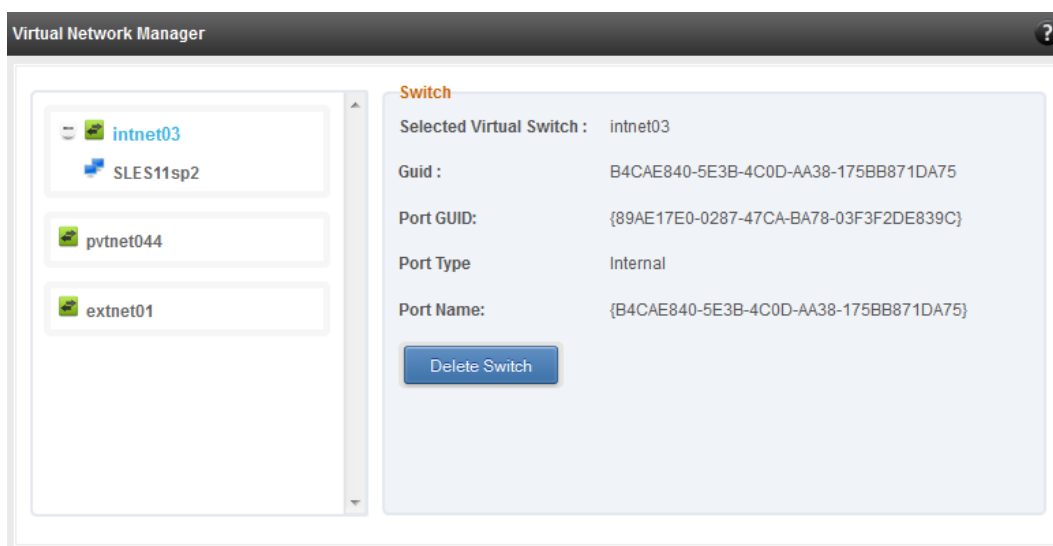 Virtual Network Manager
?
intnet03
SLES11sp2
pvtnet044
extnet01
Switch
Selected Virtual Switch : intnet03
Guid : B4CAE840-5E3B-4C0D-AA38-175BB871DA75
Port GUID: {89AE17E0-0287-47CA-BA78-03F3F2DE839C}
Port Type Internal
Port Name: {B4CAE840-5E3B-4C0D-AA38-175BB871DA75}
Delete Switch